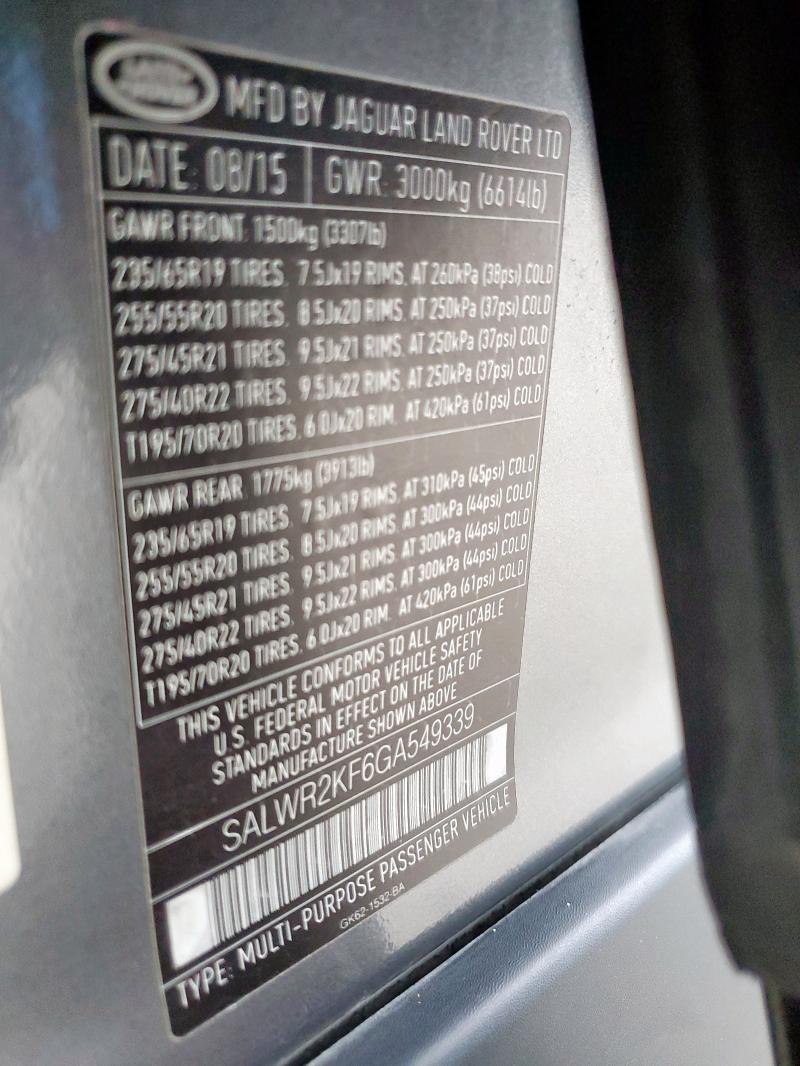 LAND
ROVER
MFD BY JAGUAR LAND ROVER LTD
DATE: 08/15 GWR: 3000kg (6614lb)
GAWR FRONT 1500kg (3307lb)
235/65R19 TIRES. 7.5Jx19 RIMS. AT 260kPa (38psi) COLD
255/55R20 TIRES. 8.5Jx20 RIMS. AT 250kPa (37psi) COLD
275/45R21 TIRES. 9.5Jx21 RIMS. AT 250kPa (37psi) COLD
275/40R22 TIRES. 9.5Jx22 RIMS. AT 250kPa (37psi) COLD
T195/70R20 TIRES. 6.0Jx20 RIM. AT 420kPa (61psi) COLD
GAWR REAR 1775kg (3913lb)
235/65R19 TIRES. 7.5Jx19 RIMS. AT 310kPa (45psi) COLD
255/55R20 TIRES. 8.5Jx20 RIMS. AT 300kPa (44psi) COLD
275/45R21 TIRES. 9.5Jx21 RIMS. AT 300kPa (44psi) COLD
275/40R22 TIRES. 9.5Jx22 RIMS. AT 300kPa (44psi) COLD
T195/70R20 TIRES. 6.0Jx20 RIM. AT 420kPa (61psi) COLD
THIS VEHICLE CONFORMS TO ALL APPLICABLE
U.S. FEDERAL MOTOR VEHICLE SAFETY
STANDARDS IN EFFECT ON THE DATE OF
MANUFACTURE SHOWN ABOVE
SALWR2KF6GA549339
TYPE: MULTI-PURPOSE PASSENGER VEHICLE
GK62-1532-BA